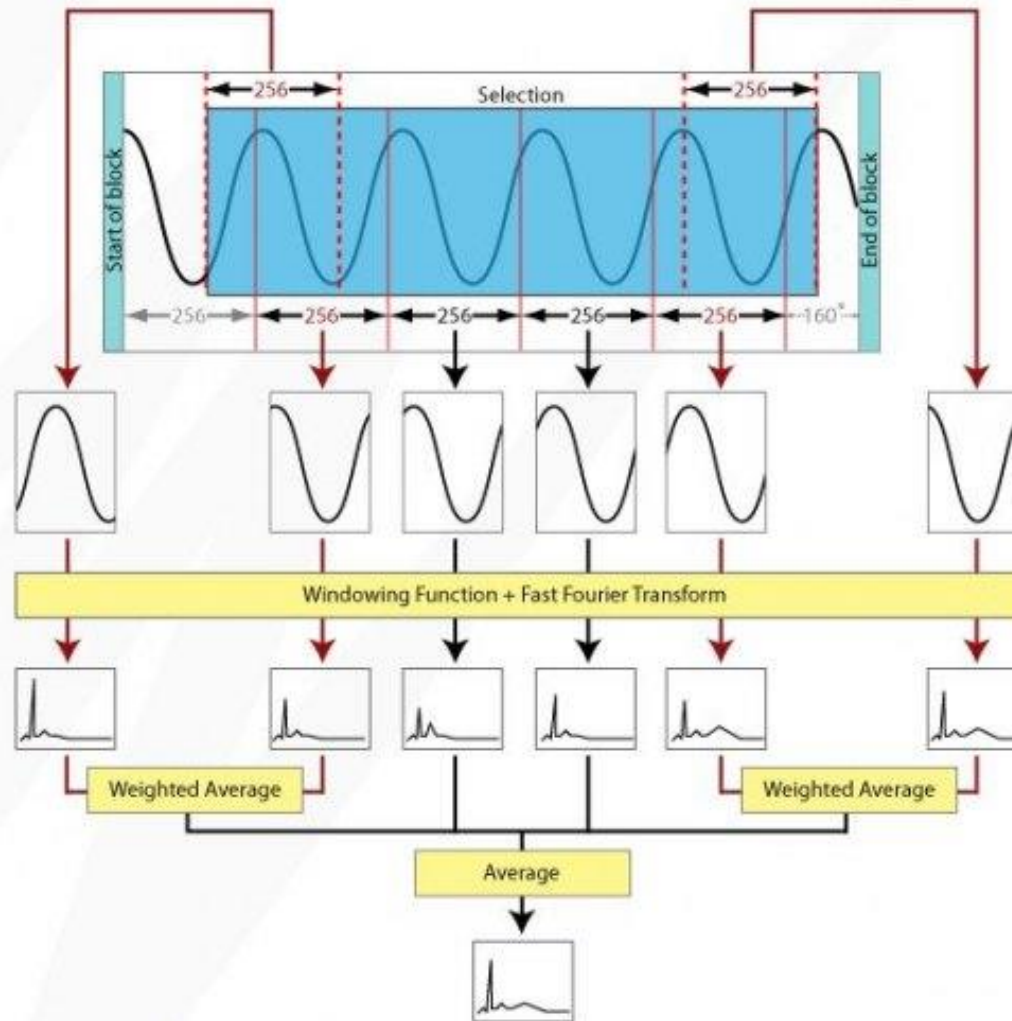 256
256
Selection
Start of block
End of block
256
256
256
256
256
160*
Windowing Function + Fast Fourier Transform
Weighted Average
Weighted Average
Average